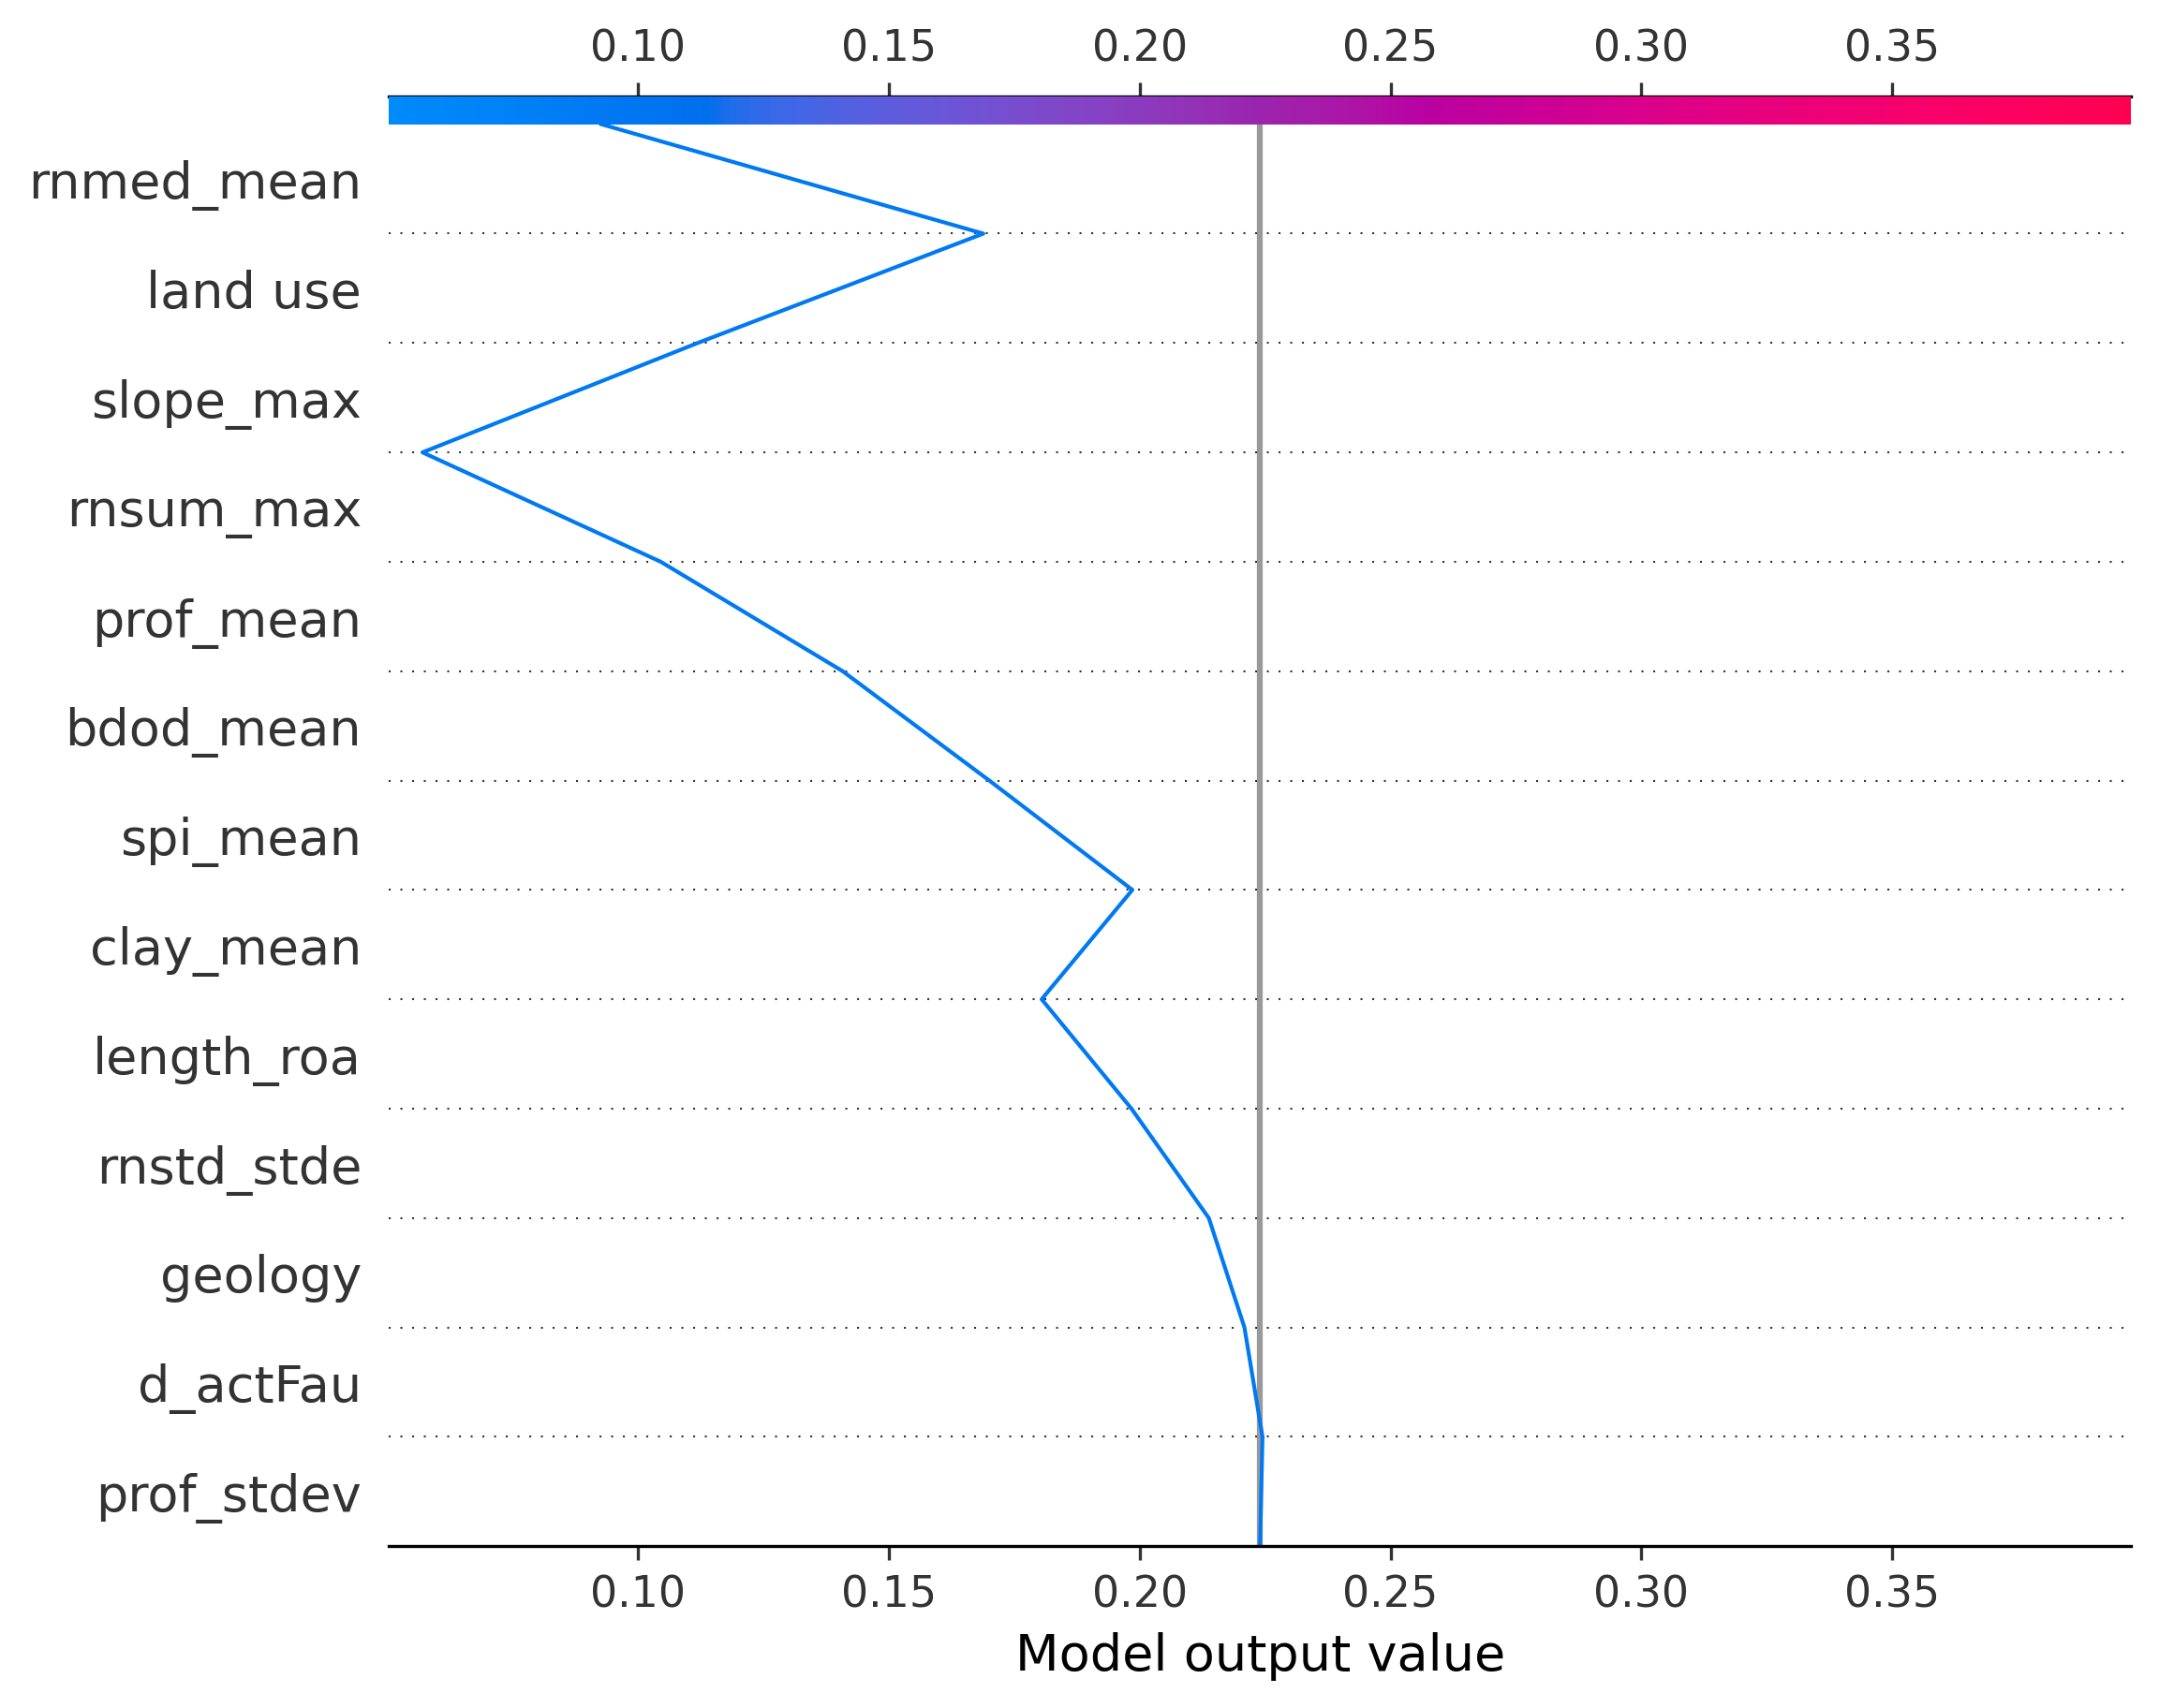 0.10 0.15 0.20 0.25 0.30 0.35
rnmed_mean
land use
slope_max
rnsum_max
prof_mean
bdod_mean
spi_mean
clay_mean
length_roa
rnstd_stde
geology
d_actFau
prof_stdev
0.10 0.15 0.20 0.25 0.30 0.35
Model output value